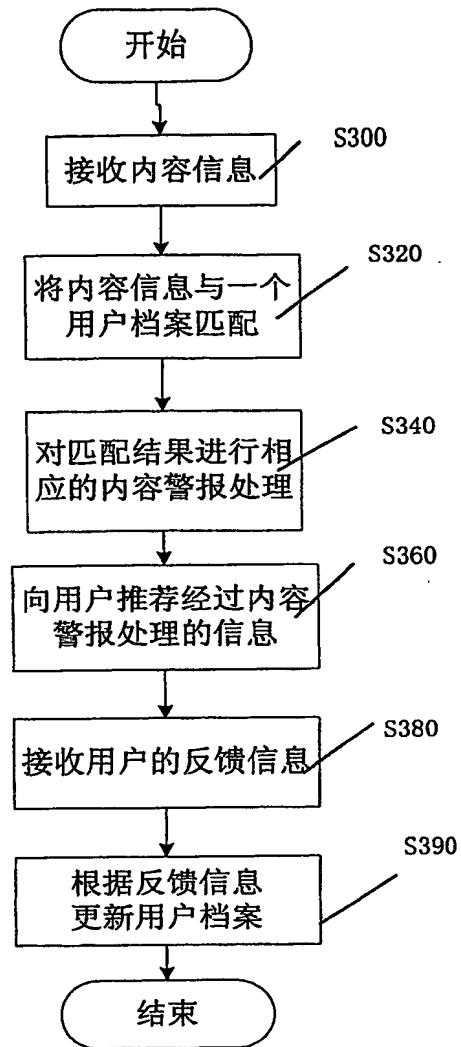 开始
S300
接收内容信息
S320
将内容信息与一个
用户档案匹配
S340
对匹配结果进行相
应的内容警报处理
S360
向用户推荐经过内容
警报处理的信息
S380
接收用户的反馈信息
S390
根据反馈信息
更新用户档案
结束